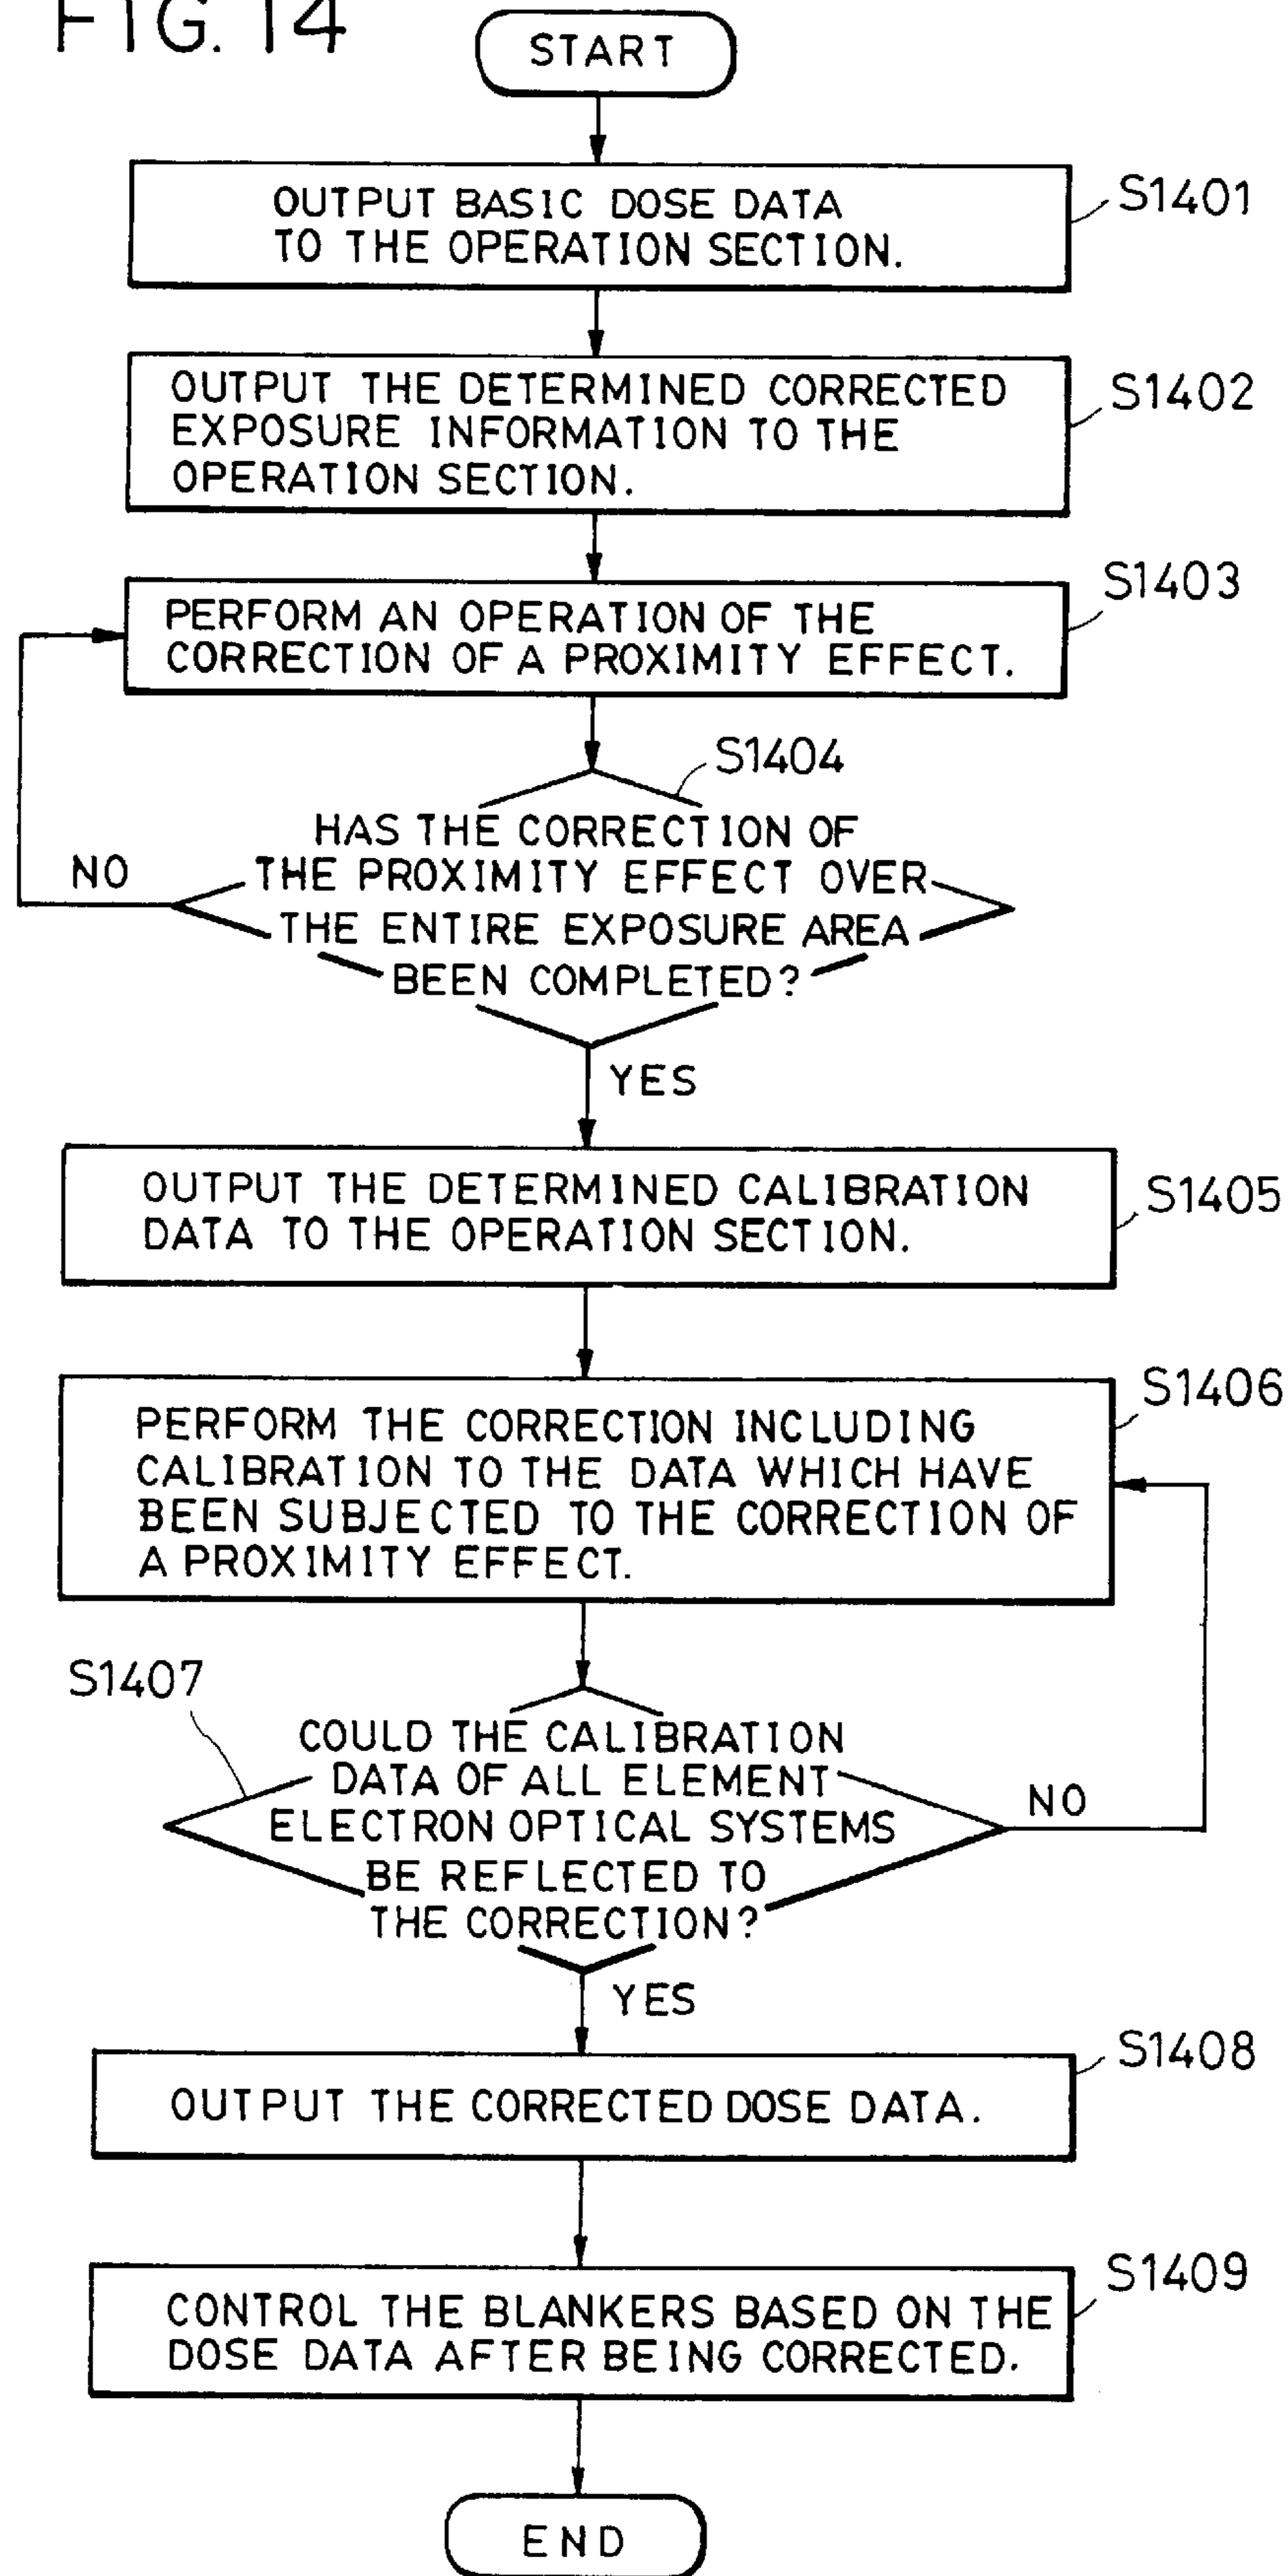 FIG. 14
START
OUTPUT BASIC DOSE DATA
TO THE OPERATION SECTION.
S1401
OUTPUT THE DETERMINED CORRECTED
EXPOSURE INFORMATION TO THE
OPERATION SECTION.
S1402
PERFORM AN OPERATION OF THE
CORRECTION OF A PROXIMITY EFFECT.
S1403
S1404
HAS THE CORRECTION OF
THE PROXIMITY EFFECT OVER
THE ENTIRE EXPOSURE AREA
BEEN COMPLETED?
NO
YES
OUTPUT THE DETERMINED CALIBRATION
DATA TO THE OPERATION SECTION.
S1405
PERFORM THE CORRECTION INCLUDING
CALIBRATION TO THE DATA WHICH HAVE
BEEN SUBJECTED TO THE CORRECTION OF
A PROXIMITY EFFECT.
S1406
S1407
COULD THE CALIBRATION
DATA OF ALL ELEMENT
ELECTRON OPTICAL SYSTEMS
BE REFLECTED TO
THE CORRECTION?
NO
YES
OUTPUT THE CORRECTED DOSE DATA.
S1408
CONTROL THE BLANKERS BASED ON THE
DOSE DATA AFTER BEING CORRECTED.
S1409
END